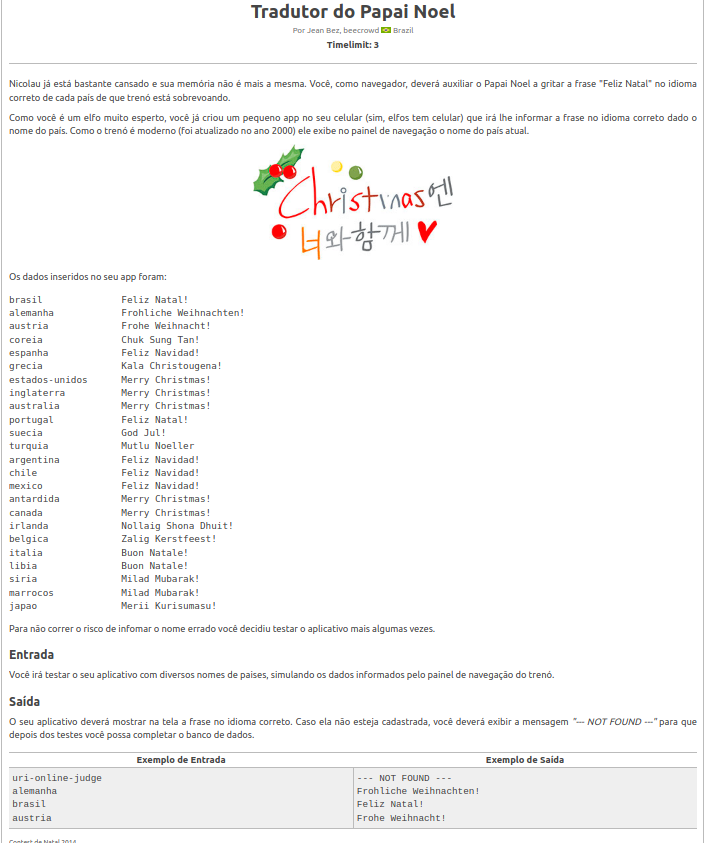 Tradutor do Papai Noel
Por Jean Bez, beecrowd Brazil
Timelimit: 3
Nicolau já está bastante cansado e sua memória não é mais a mesma. Você, como navegador, deverá auxiliar o Papai Noel a gritar a frase "Feliz Natal" no idioma
correto de cada país de que trenó está sobrevoando.
Como você é um elfo muito esperto, você já criou um pequeno app no seu celular (sim, elfos tem celular) que irá lhe informar a frase no idioma correto dado o
nome do país. Como o trenó é moderno (foi atualizado no ano 2000) ele exibe no painel de navegação o nome do país atual.
Christmas엔
너와함께
Os dados inseridos no seu app foram:
brasil Feliz Natal!
alemanha Frohliche Weihnachten!
austria Frohe Weihnacht!
coreia Chuk Sung Tan!
espanha Feliz Navidad!
grecia Kala Christougena!
estados-unidos Merry Christmas!
inglaterra Merry Christmas!
australia Merry Christmas!
portugal Feliz Natal!
suecia God Jul!
turquia Mutlu Noeller
argentina Feliz Navidad!
chile Feliz Navidad!
mexico Feliz Navidad!
antardida Merry Christmas!
canada Merry Christmas!
irlanda Nollaig Shona Dhuit!
belgica Zalig Kerstfeest!
italia Buon Natale!
libia Buon Natale!
siria Milad Mubarak!
marrocos Milad Mubarak!
japao Merii Kurisumasu!
Para não correr o risco de infomar o nome errado você decidiu testar o aplicativo mais algumas vezes.
Entrada
Você irá testar o seu aplicativo com diversos nomes de paises, simulando os dados informados pelo painel de navegação do trenó.
Saída
O seu aplicativo deverá mostrar na tela a frase no idioma correto. Caso ela não esteja cadastrada, você deverá exibir a mensagem "--- NOT FOUND ---" para que
depois dos testes você possa completar o banco de dados.
Exemplo de Entrada Exemplo de Saída
uri-online-judge --- NOT FOUND ---
alemanha Frohliche Weihnachten!
brasil Feliz Natal!
austria Frohe Weihnacht!
Contest de Natal 2014